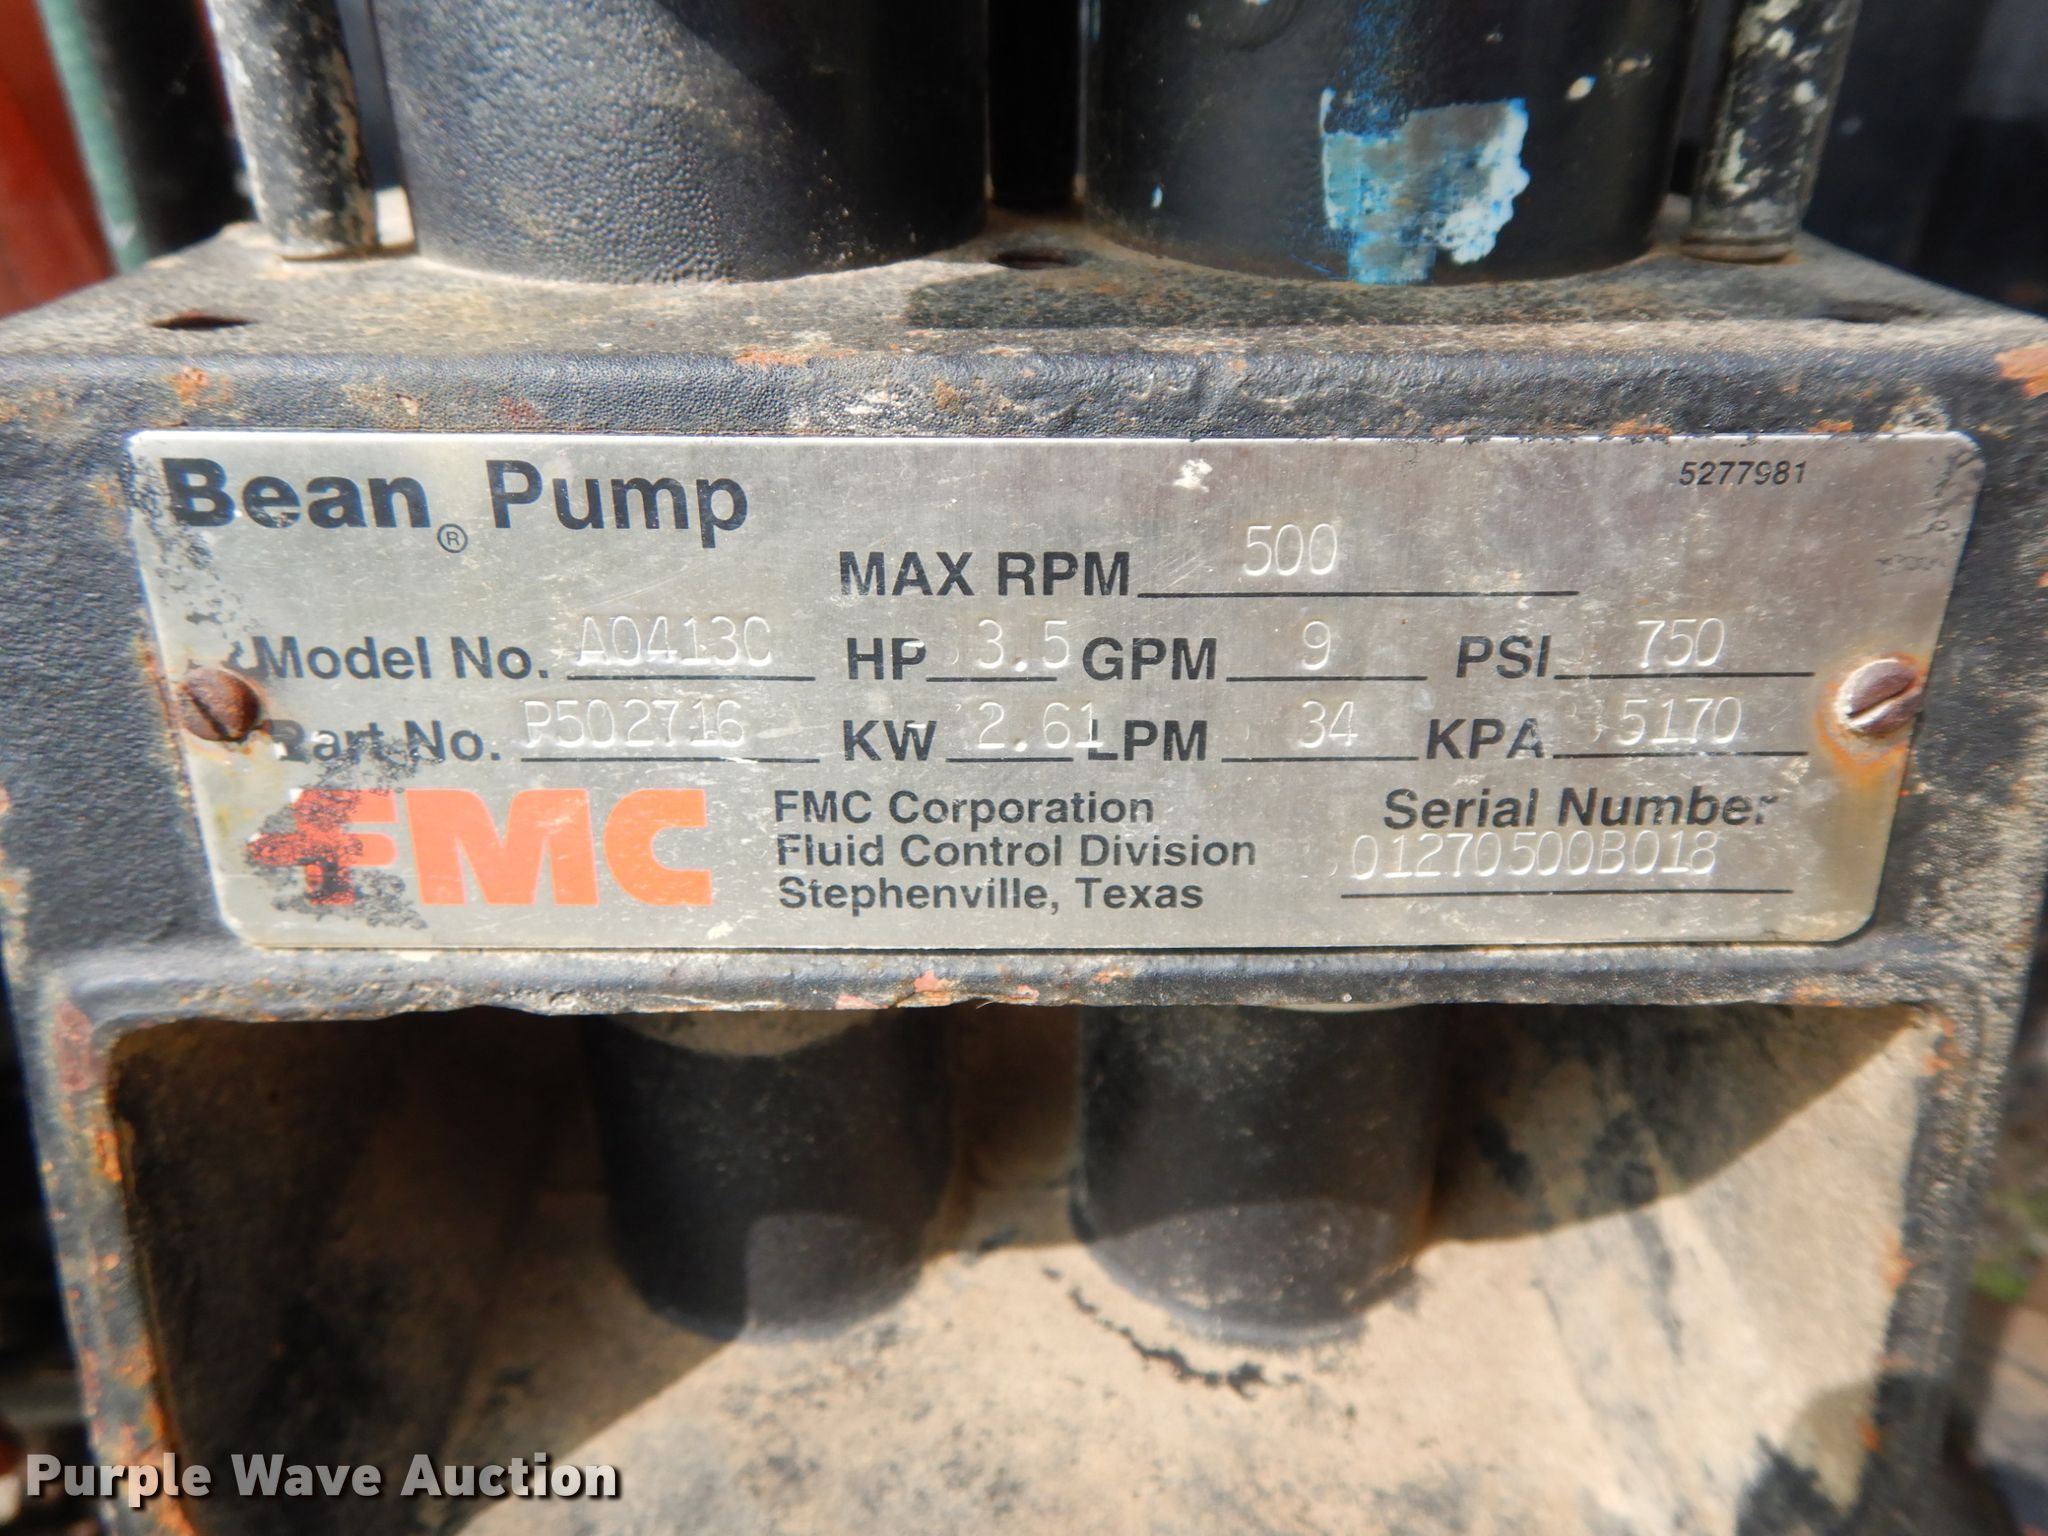 Bean® Pump
5277981
MAX RPM 500
Model No. A0413C HP 3.5 GPM 9 PSI 750
Part No. P502716 KW 2.61 LPM 34 KPA 5170
FMC
FMC Corporation
Fluid Control Division
Stephenville, Texas
Serial Number
01270500B018
Purple Wave Auction